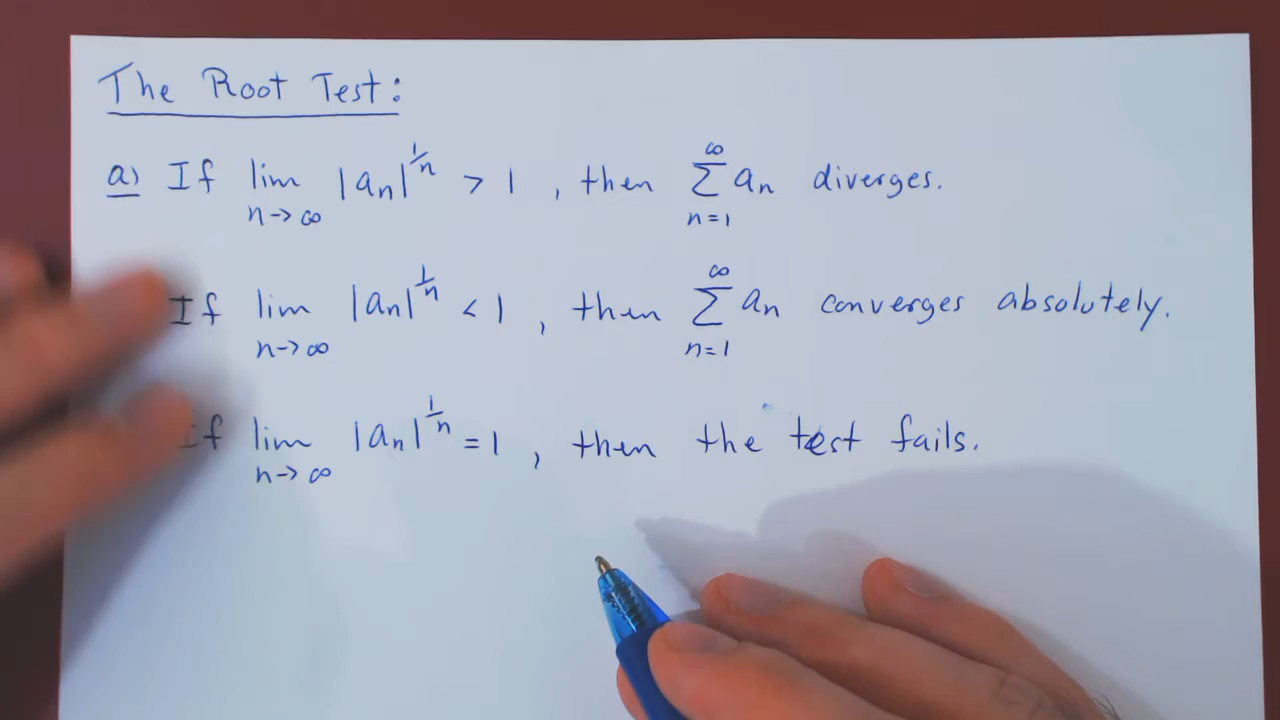 The Root Test:
a) If lim n→∞ |an|^1/n > 1 , then ∑ n=1 ∞ an diverges.
If lim n→∞ |an|^1/n < 1 , then ∑ n=1 ∞ an converges absolutely.
If lim n→∞ |an|^1/n = 1 , then the test fails.